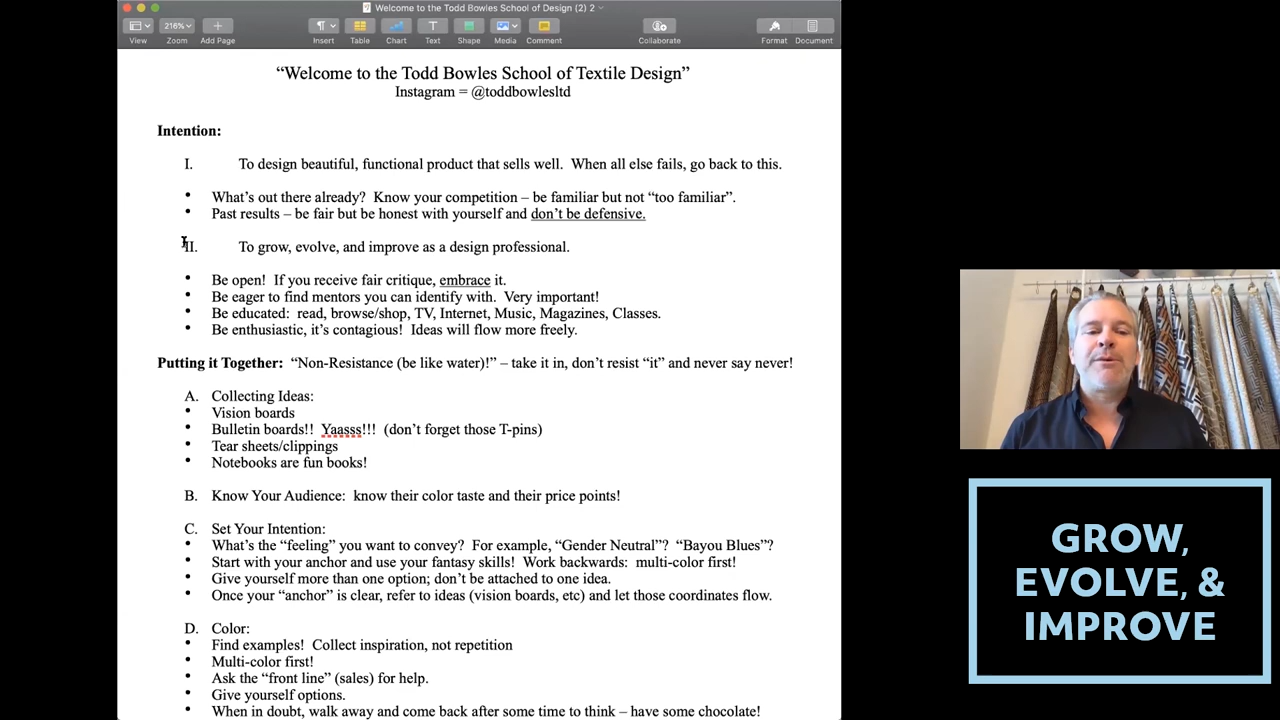 Welcome to the Todd Bowles School of Design (2) 2
View
216%
Zoom
Add Page
Insert
Table
Chart
Text
Shape
Media
Comment
Collaborate
Format
Document
“Welcome to the Todd Bowles School of Textile Design”
Instagram = @toddbowlesltd
Intention:
I. To design beautiful, functional product that sells well.  When all else fails, go back to this.
• What’s out there already?  Know your competition – be familiar but not “too familiar”.
• Past results – be fair but be honest with yourself and don’t be defensive.
II. To grow, evolve, and improve as a design professional.
• Be open!  If you receive fair critique, embrace it.
• Be eager to find mentors you can identify with.  Very important!
• Be educated:  read, browse/shop, TV, Internet, Music, Magazines, Classes.
• Be enthusiastic, it’s contagious!  Ideas will flow more freely.
Putting it Together:  “Non-Resistance (be like water)!” – take it in, don’t resist “it” and never say never!
A. Collecting Ideas:
• Vision boards
• Bulletin boards!!  Yaasss!!!  (don’t forget those T-pins)
• Tear sheets/clippings
• Notebooks are fun books!
B. Know Your Audience:  know their color taste and their price points!
C. Set Your Intention:
• What’s the “feeling” you want to convey?  For example, “Gender Neutral”?  “Bayou Blues”?
• Start with your anchor and use your fantasy skills!  Work backwards:  multi-color first!
• Give yourself more than one option; don’t be attached to one idea.
• Once your “anchor” is clear, refer to ideas (vision boards, etc) and let those coordinates flow.
D. Color:
• Find examples!  Collect inspiration, not repetition
• Multi-color first!
• Ask the “front line” (sales) for help.
• Give yourself options.
• When in doubt, walk away and come back after some time to think – have some chocolate!
GROW,
EVOLVE, &
IMPROVE